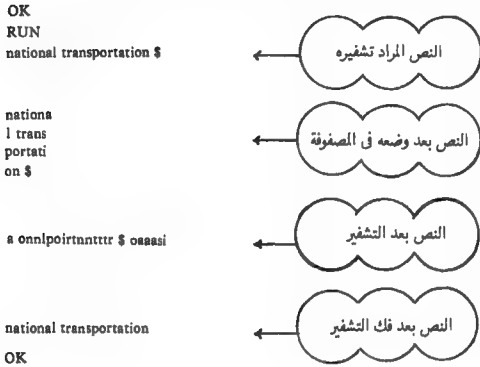 OK
RUN
national transportation $
النص المراد تشفيره
nationa
l trans
portati
on $
النص بعد وضعه فى المصفوفة
a onnlpoirtnntttr $ oaaasi
النص بعد التشفير
national transportation
النص بعد فك التشفير
OK